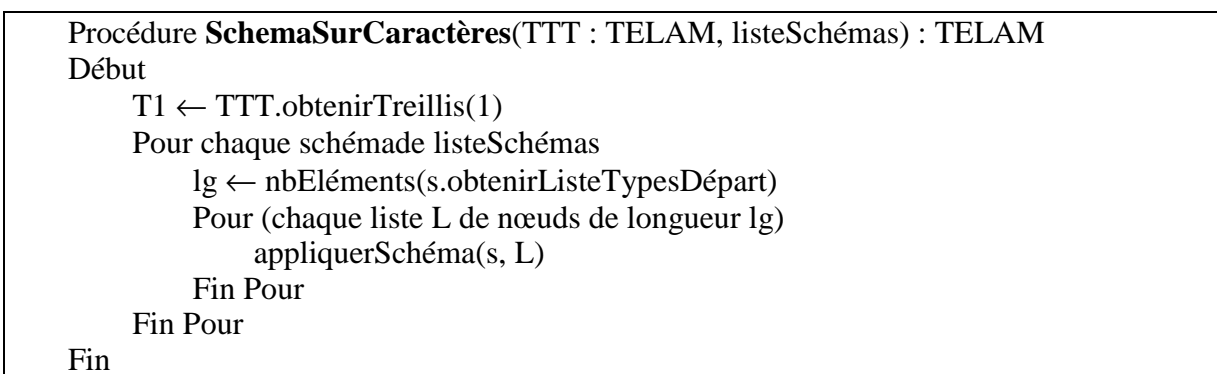 Procédure SchemaSurCaractères(TTT : TELAM, listeSchémas) : TELAM
Début
T1 ← TTT.obtenirTreillis(1)
Pour chaque schémade listeSchémas
lg ← nbEléments(s.obtenirListeTypesDépart)
Pour (chaque liste L de nœuds de longueur lg)
appliquerSchéma(s, L)
Fin Pour
Fin Pour
Fin